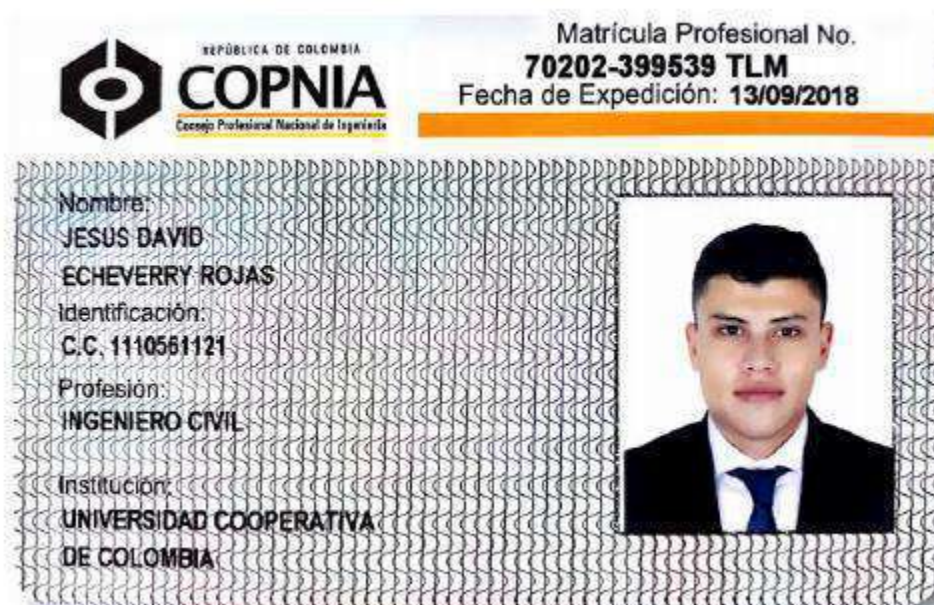 REPÚBLICA DE COLOMBIA
COPNIA
Consejo Profesional Nacional de Ingeniería
Matrícula Profesional No.
70202-399539 TLM
Fecha de Expedición: 13/09/2018
Nombre:
JESUS DAVID
ECHEVERRY ROJAS
Identificación:
C.C. 1110561121
Profesión:
INGENIERO CIVIL
Institución:
UNIVERSIDAD COOPERATIVA
DE COLOMBIA